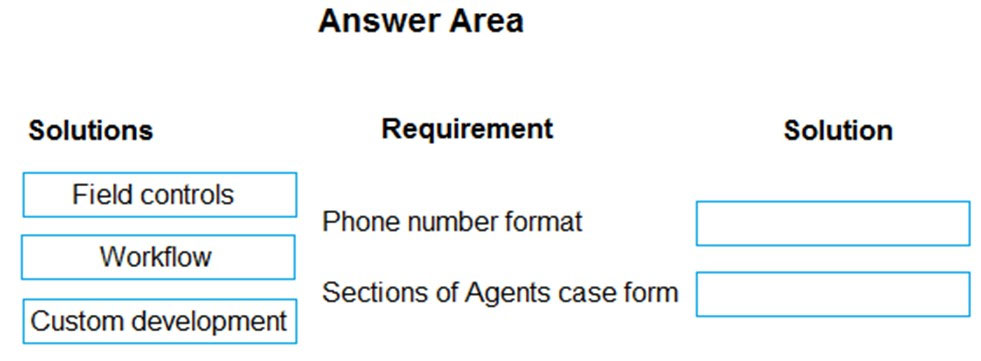 Answer Area
Solutions
Requirement
Solution
Field controls
Phone number format
Workflow
Sections of Agents case form
Custom development